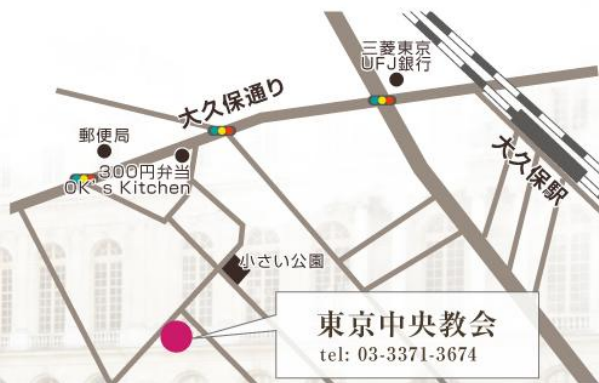 三菱東京
UFJ銀行
大久保通り
郵便局
300円弁当
OK's Kitchen
大久保駅
小さい公園
東京中央教会
tel: 03-3371-3674